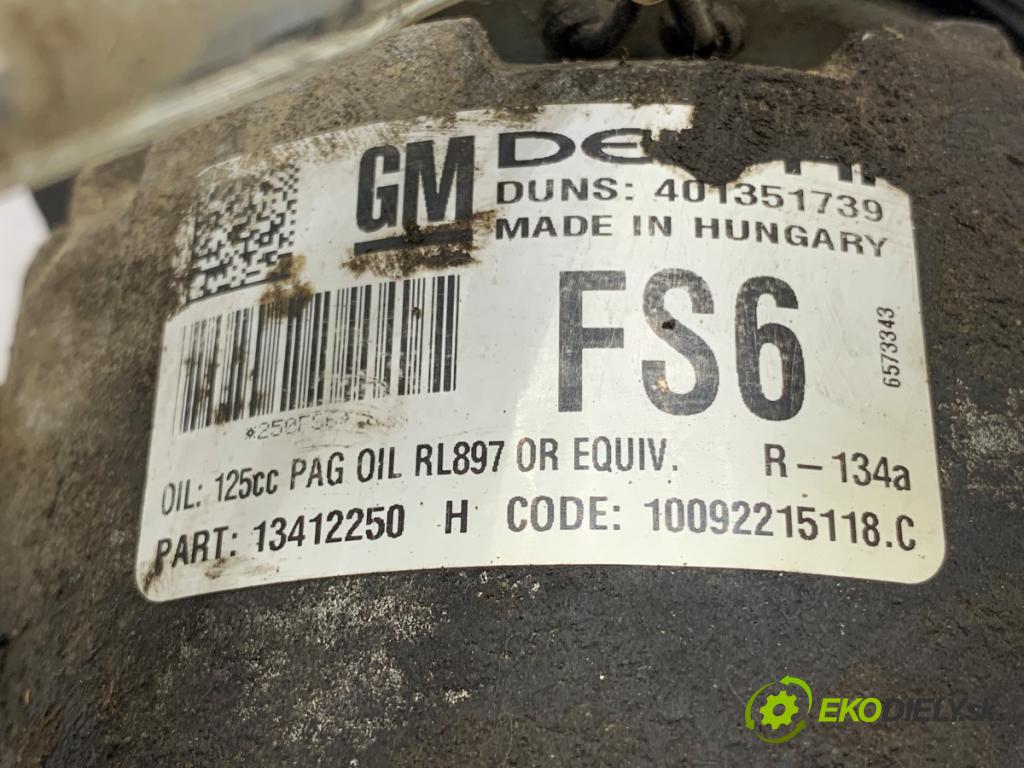 GM
DUNS: 401351739
MADE IN HUNGARY
FS6
6573343
OIL: 125cc PAG OIL RL897 OR EQUIV. R-134a
PART: 13412250 H CODE: 10092215118.C
EKODIELY.SK